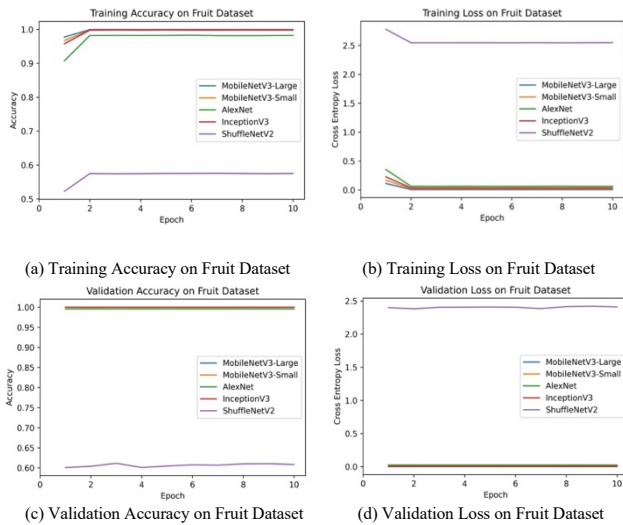 Training Accuracy on Fruit Dataset
1.0
0.9
0.8
0.7
0.6
0.5
Accuracy
0 2 4 6 8 10
Epoch
MobileNetV3-Large
MobileNetV3-Small
AlexNet
InceptionV3
ShuffleNetV2
(a) Training Accuracy on Fruit Dataset
Training Loss on Fruit Dataset
2.5
2.0
1.5
1.0
0.5
0.0
Cross Entropy Loss
0 2 4 6 8 10
Epoch
MobileNetV3-Large
MobileNetV3-Small
AlexNet
InceptionV3
ShuffleNetV2
(b) Training Loss on Fruit Dataset
Validation Accuracy on Fruit Dataset
1.00
0.95
0.90
0.85
0.80
0.75
0.70
0.65
0.60
Accuracy
0 2 4 6 8 10
Epoch
MobileNetV3-Large
MobileNetV3-Small
AlexNet
InceptionV3
ShuffleNetV2
(c) Validation Accuracy on Fruit Dataset
Validation Loss on Fruit Dataset
2.5
2.0
1.5
1.0
0.5
0.0
Cross Entropy Loss
0 2 4 6 8 10
Epoch
MobileNetV3-Large
MobileNetV3-Small
AlexNet
InceptionV3
ShuffleNetV2
(d) Validation Loss on Fruit Dataset